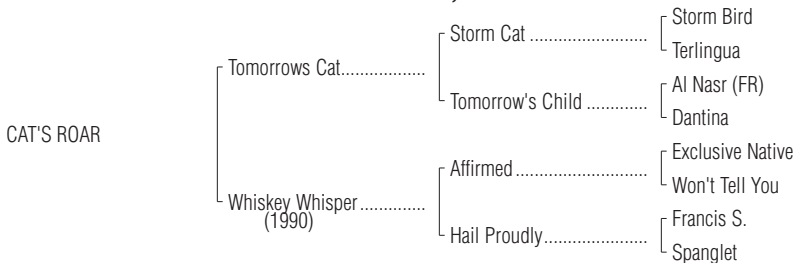 Storm Bird
Storm Cat ........................
Terlingua
Tomorrows Cat.................
Al Nasr (FR)
Tomorrow's Child ............
Dantina
CAT'S ROAR
Exclusive Native
Affirmed ..........................
Won't Tell You
Whiskey Whisper .............
(1990)
Francis S.
Hail Proudly.....................
Spanglet